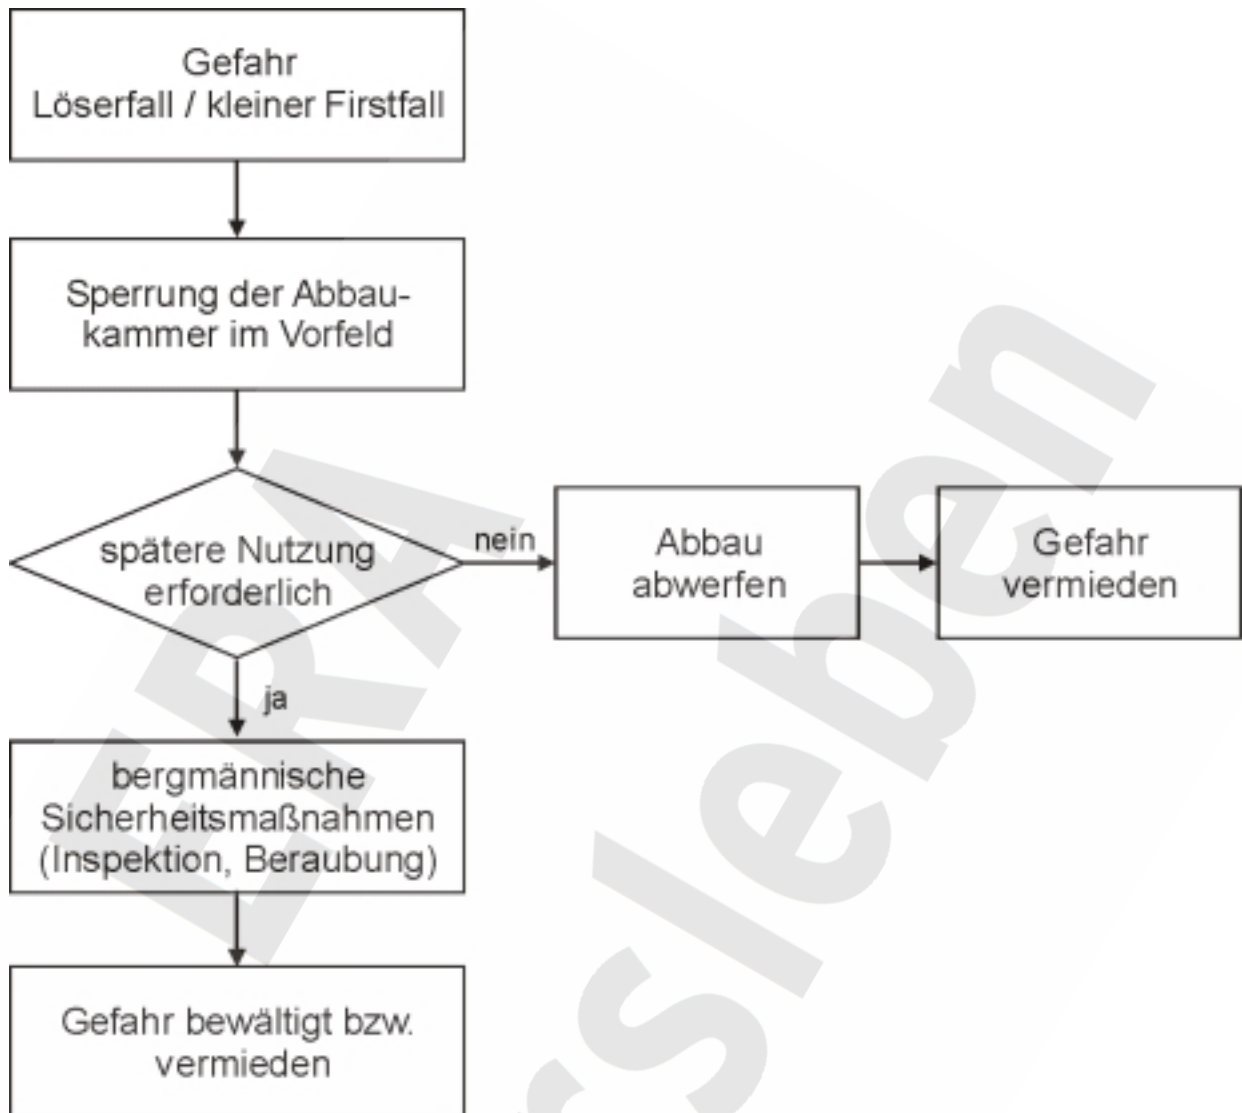 Gefahr
Löserfall / kleiner Firstfall
Sperrung der Abbau-
kammer im Vorfeld
spätere Nutzung
erforderlich
nein
Abbau
abwerfen
Gefahr
vermieden
ja
bergmännische
Sicherheitsmaßnahmen
(Inspektion, Beraubung)
Gefahr bewältigt bzw.
vermieden
ERA
sleben